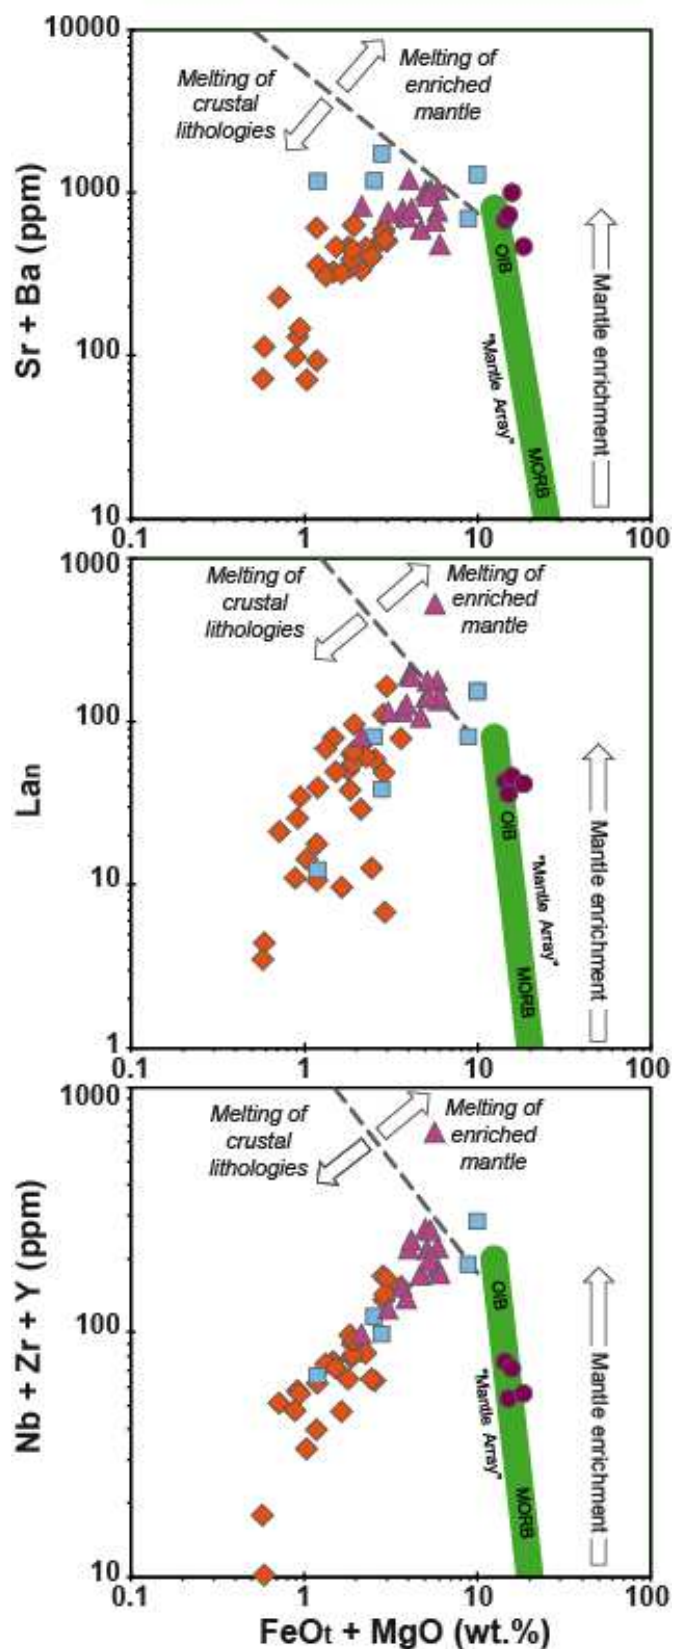 10000
Melting of
crustal
lithologies
Melting of
enriched
mantle
1000
Sr + Ba (ppm)
OIB
100
"Mantle Array"
Mantle enrichment
MORB
10
0.1 1 10 100
1000
Melting of
crustal
lithologies
Melting of
enriched
mantle
100
Lan
OIB
10
"Mantle Array"
Mantle enrichment
MORB
1
0.1 1 10 100
1000
Melting of
crustal
lithologies
Melting of
enriched
mantle
Nb + Zr + Y (ppm)
OIB
100
"Mantle Array"
Mantle enrichment
MORB
10
0.1 1 10 100
FeOt + MgO (wt.%)